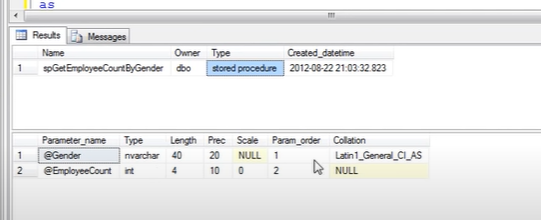 as
Results Messages
Name Owner Type Created_datetime
1 spGetEmployeeCountByGender dbo stored procedure 2012-08-22 21:03:32.823
Parameter_name Type Length Prec Scale Param_order Collation
1 @Gender nvarchar 40 20 NULL 1 Latin1_General_CI_AS
2 @EmployeeCount int 4 10 0 2 NULL